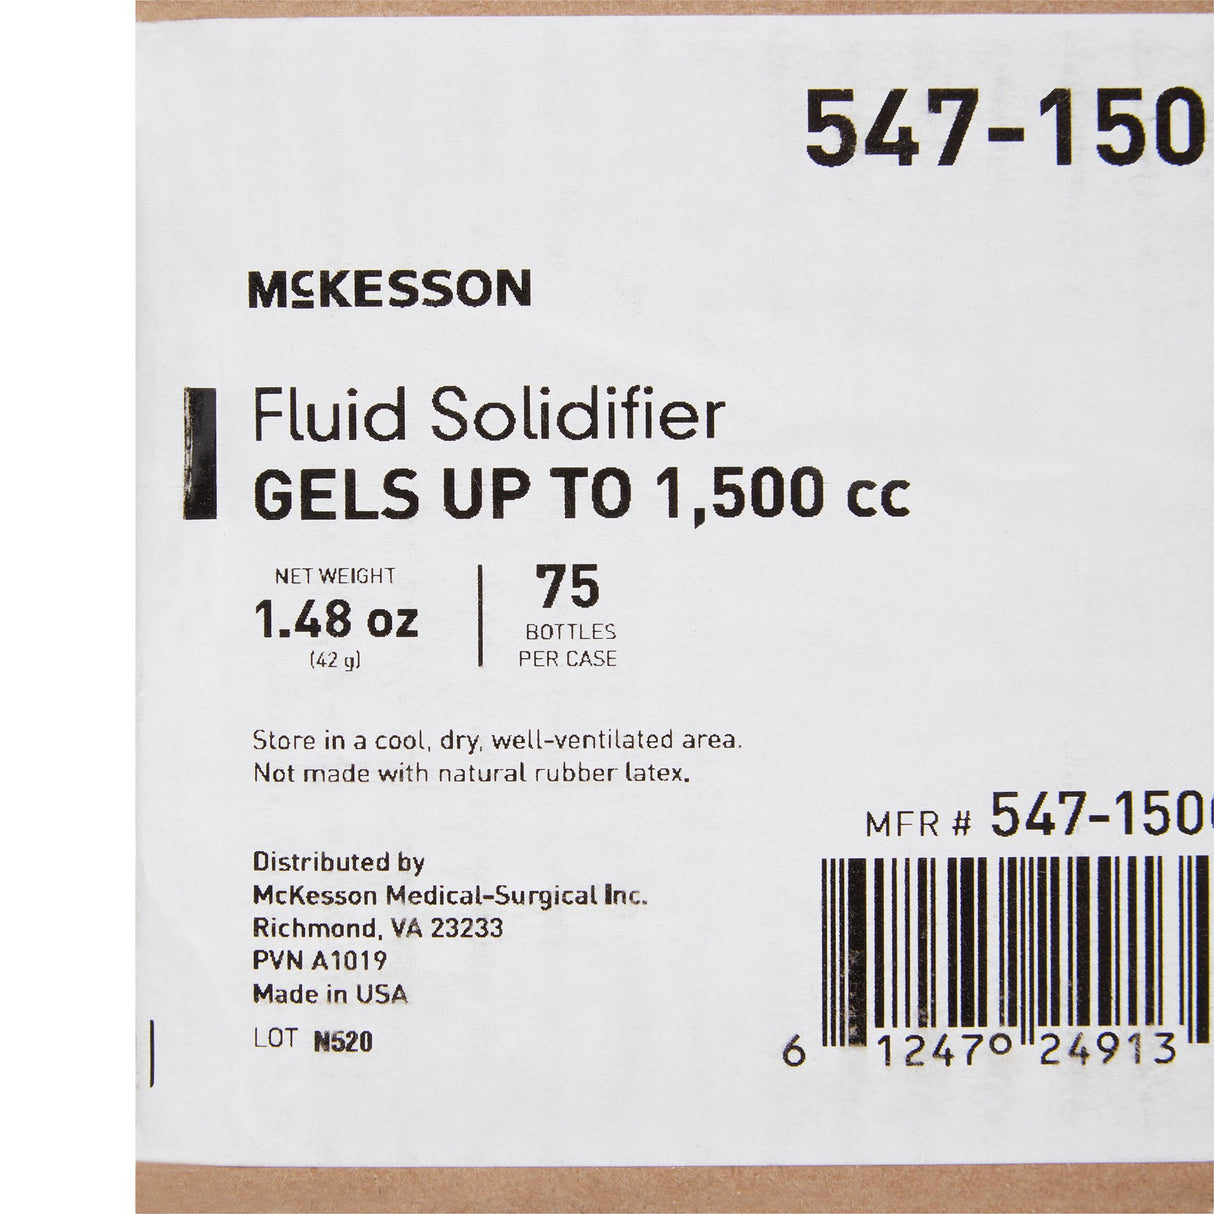 547-150
McKESSON
Fluid Solidifier
GELS UP TO 1,500 cc
NET WEIGHT
1.48 oz
(42 g)
75
BOTTLES
PER CASE
Store in a cool, dry, well-ventilated area.
Not made with natural rubber latex.
MFR # 547-150
Distributed by
McKesson Medical-Surgical Inc.
Richmond, VA 23233
PVN A1019
Made in USA
LOT N520
6 12470 24913